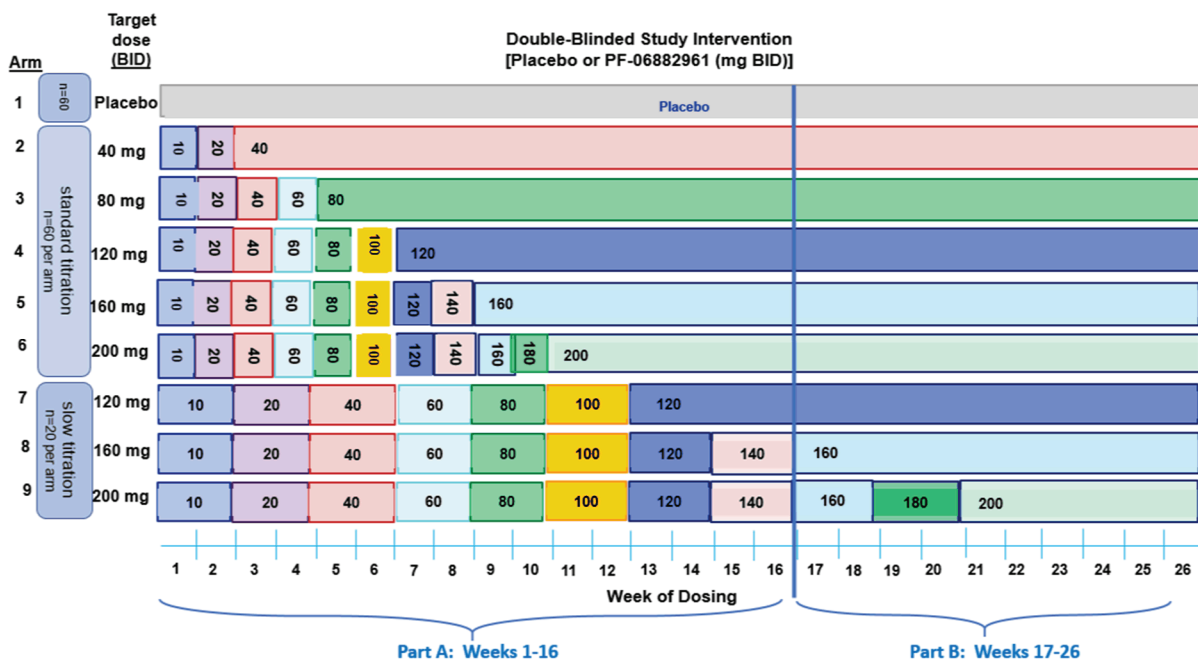 Target
dose
(BID)
Arm
Double-Blinded Study Intervention
[Placebo or PF-06882961 (mg BID)]
n=60
1 Placebo Placebo
standard titration
n=60 per arm
2 40 mg 10 20 40
3 80 mg 10 20 40 60 80
4 120 mg 10 20 40 60 80 100 120
5 160 mg 10 20 40 60 80 100 120 140 160
6 200 mg 10 20 40 60 80 100 120 140 160 180 200
slow titration
n=20 per arm
7 120 mg 10 20 40 60 80 100 120
8 160 mg 10 20 40 60 80 100 120 140 160
9 200 mg 10 20 40 60 80 100 120 140 160 180 200
1 2 3 4 5 6 7 8 9 10 11 12 13 14 15 16 17 18 19 20 21 22 23 24 25 26
Week of Dosing
Part A: Weeks 1-16 Part B: Weeks 17-26